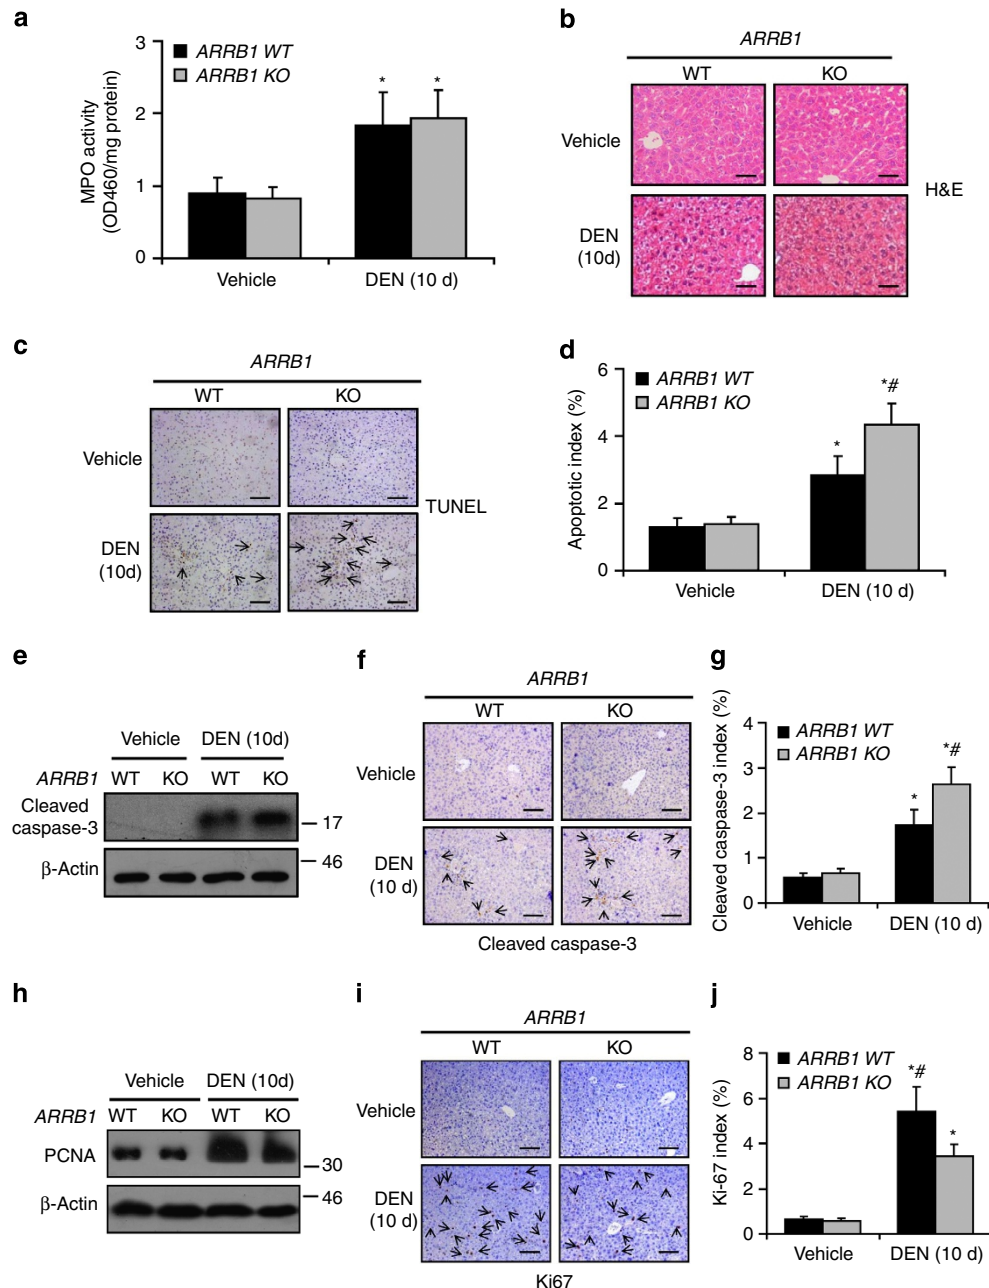 a
3
2
1
0
MPO activity
(OD460/mg protein)
ARRB1 WT
ARRB1 KO
*
*
Vehicle
DEN (10 d)
b
ARRB1
WT
KO
Vehicle
DEN
(10d)
H&E
c
ARRB1
WT
KO
Vehicle
DEN
(10d)
TUNEL
d
6
4
2
0
Apoptotic index (%)
ARRB1 WT
ARRB1 KO
*
*#
Vehicle
DEN (10 d)
e
Vehicle
DEN (10d)
ARRB1 WT KO WT KO
Cleaved
caspase-3
17
46
β-Actin
f
ARRB1
WT
KO
Vehicle
DEN
(10 d)
Cleaved caspase-3
g
4
3
2
1
0
Cleaved caspase-3 index (%)
ARRB1 WT
ARRB1 KO
*
*#
Vehicle
DEN (10 d)
h
Vehicle
DEN (10d)
ARRB1 WT KO WT KO
PCNA
30
46
β-Actin
i
ARRB1
WT
KO
Vehicle
DEN
(10 d)
Ki67
j
8
6
4
2
0
Ki-67 index (%)
ARRB1 WT
ARRB1 KO
*#
*
Vehicle
DEN (10 d)